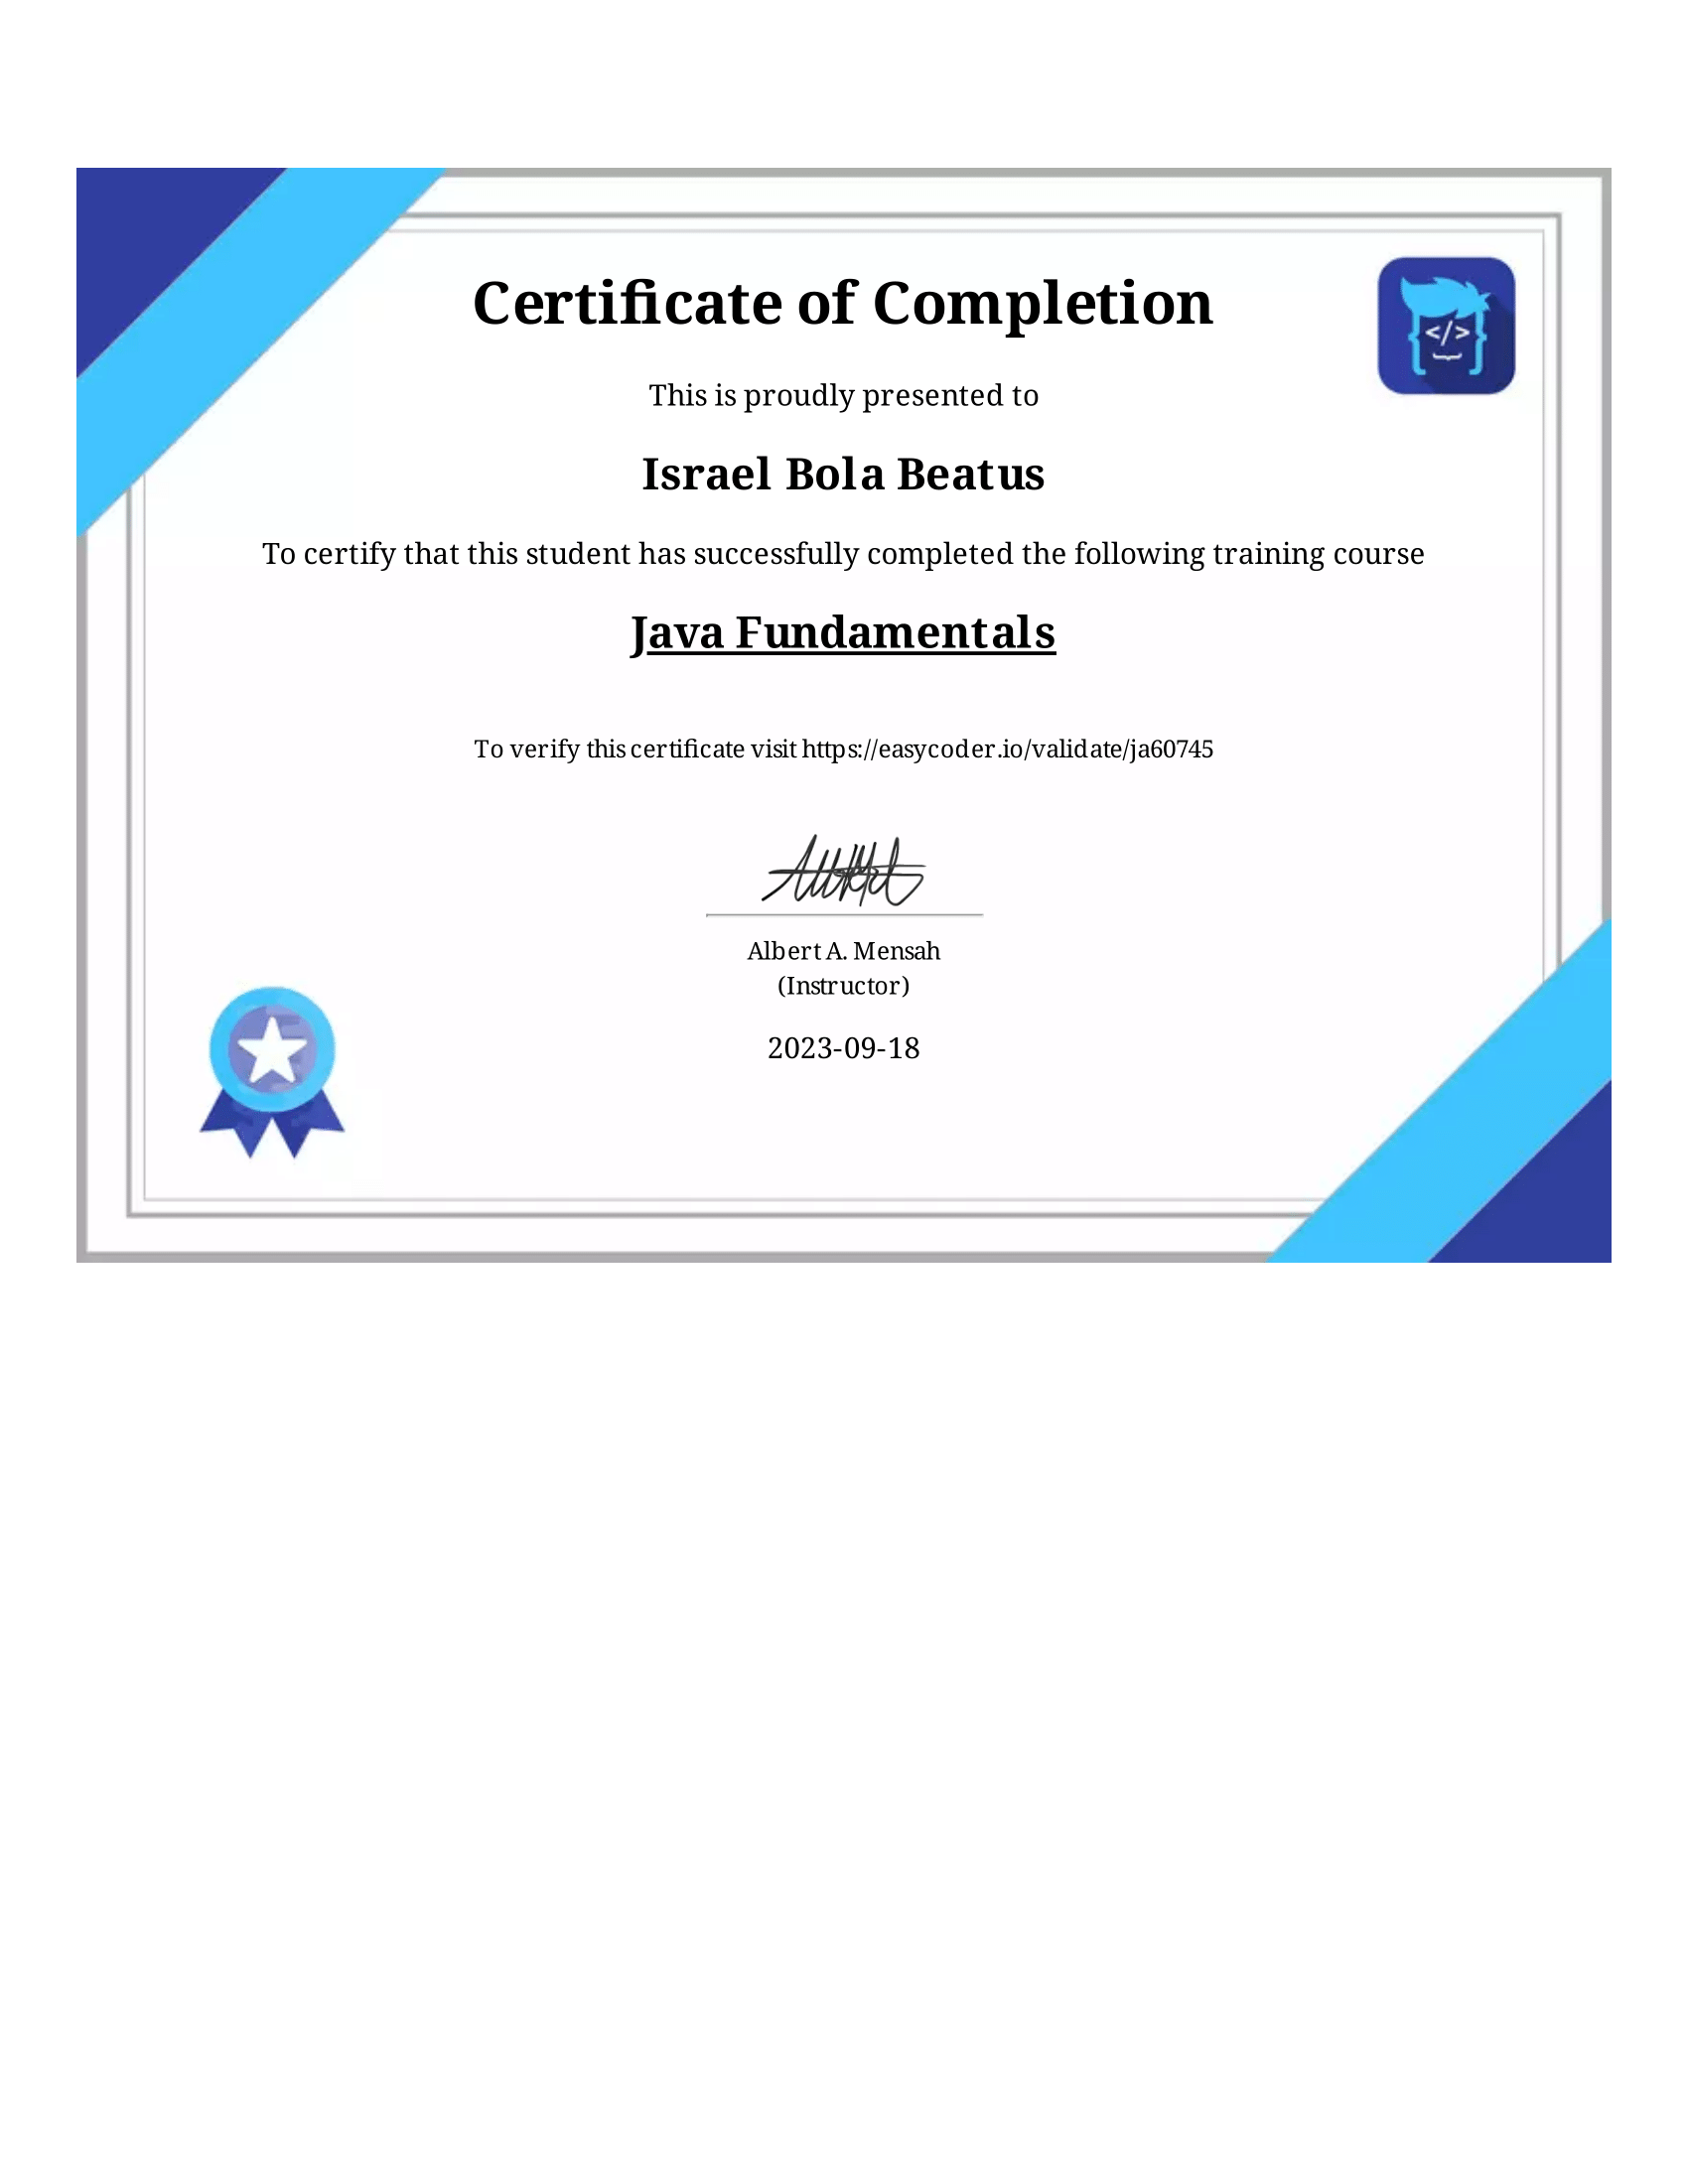 Certificate of Completion
</>
This is proudly presented to
Israel Bola Beatus
To certify that this student has successfully completed the following training course
Java Fundamentals
To verify this certificate visit https://easycoder.io/validate/ja60745
Albert A. Mensah
(Instructor)
2023-09-18